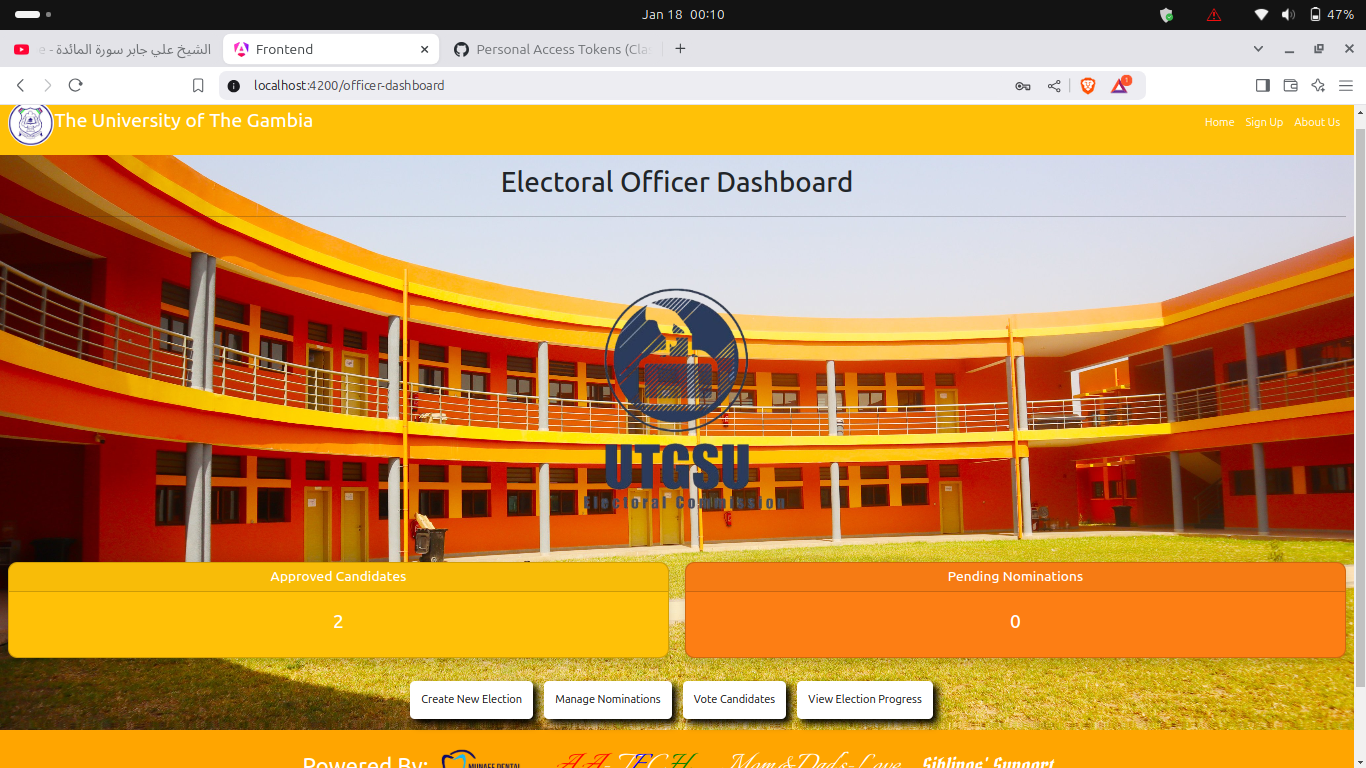 Jan 18 00:10
47%
الشيخ علي جابر سورة المائدة - e
Frontend
Personal Access Tokens (Cla
localhost:4200/officer-dashboard
1
The University of The Gambia
Home Sign Up About Us
Electoral Officer Dashboard
UTGSU
Electoral Commission
Approved Candidates
2
Pending Nominations
0
Create New Election Manage Nominations Vote Candidates View Election Progress
Powered By: MUNAFF DENTAL AA-TECH Mom&Dad's-Love Siblings' Support